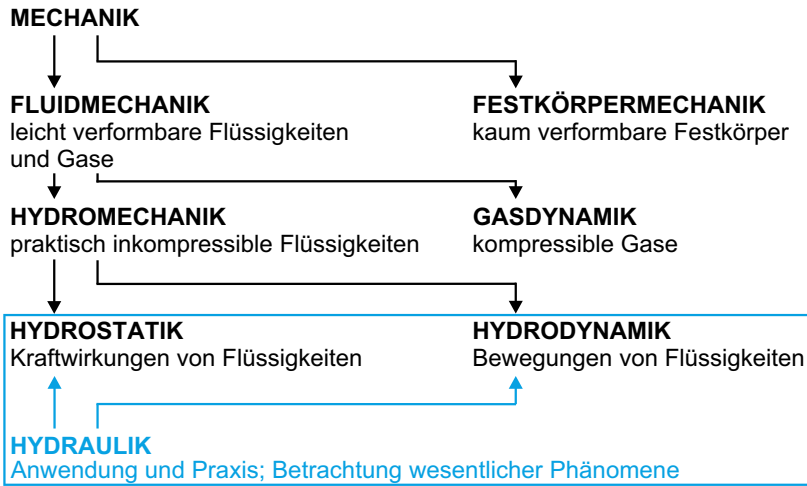 MECHANIK
FLUIDMECHANIK
leicht verformbare Flüssigkeiten
und Gase
FESTKÖRPERMECHANIK
kaum verformbare Festkörper
HYDROMECHANIK
praktisch inkompressible Flüssigkeiten
GASDYNAMIK
kompressible Gase
HYDROSTATIK
Kraftwirkungen von Flüssigkeiten
HYDRODYNAMIK
Bewegungen von Flüssigkeiten
HYDRAULIK
Anwendung und Praxis; Betrachtung wesentlicher Phänomene